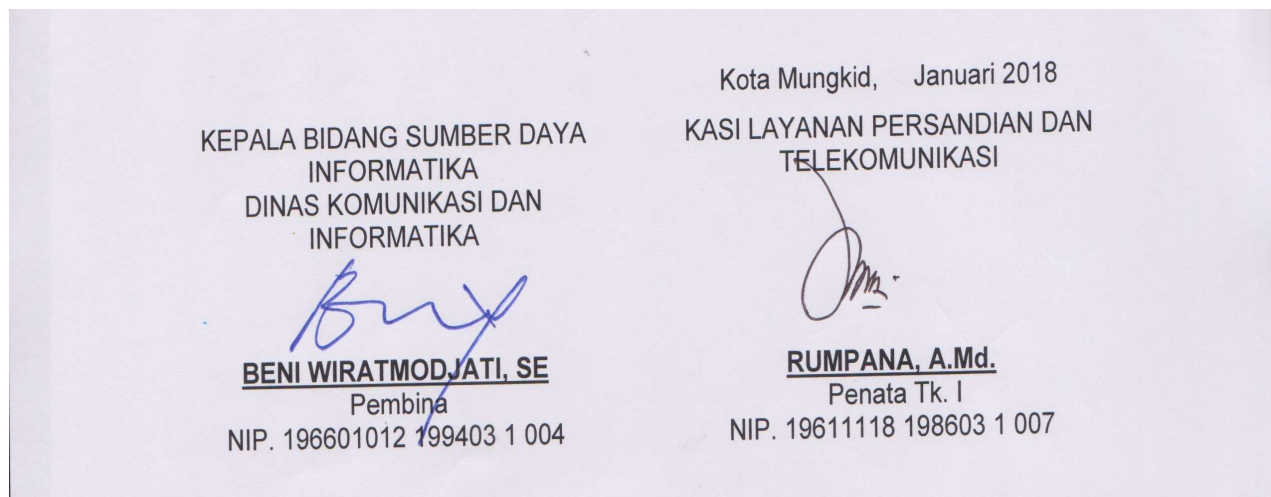 Kota Mungkid, Januari 2018
KEPALA BIDANG SUMBER DAYA
INFORMATIKA
DINAS KOMUNIKASI DAN
INFORMATIKA
BENI WIRATMODJATI, SE
Pembina
NIP. 196601012 199403 1 004
KASI LAYANAN PERSANDIAN DAN
TELEKOMUNIKASI
RUMPANA, A.Md.
Penata Tk. I
NIP. 19611118 198603 1 007